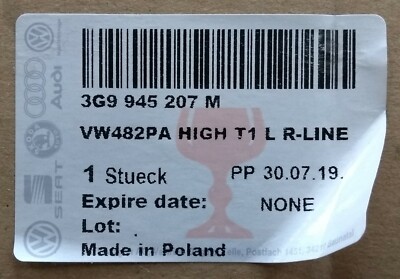 3G9 945 207 M
VW482PA HIGH T1 L R-LINE
1 Stueck PP 30.07.19.
Expire date: NONE
Lot:
Made in Poland
Audi
SEAT